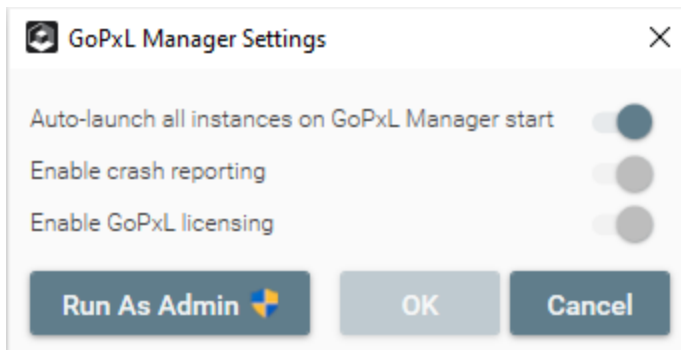 GoPxL Manager Settings
Auto-launch all instances on GoPxL Manager start
Enable crash reporting
Enable GoPxL licensing
Run As Admin OK Cancel